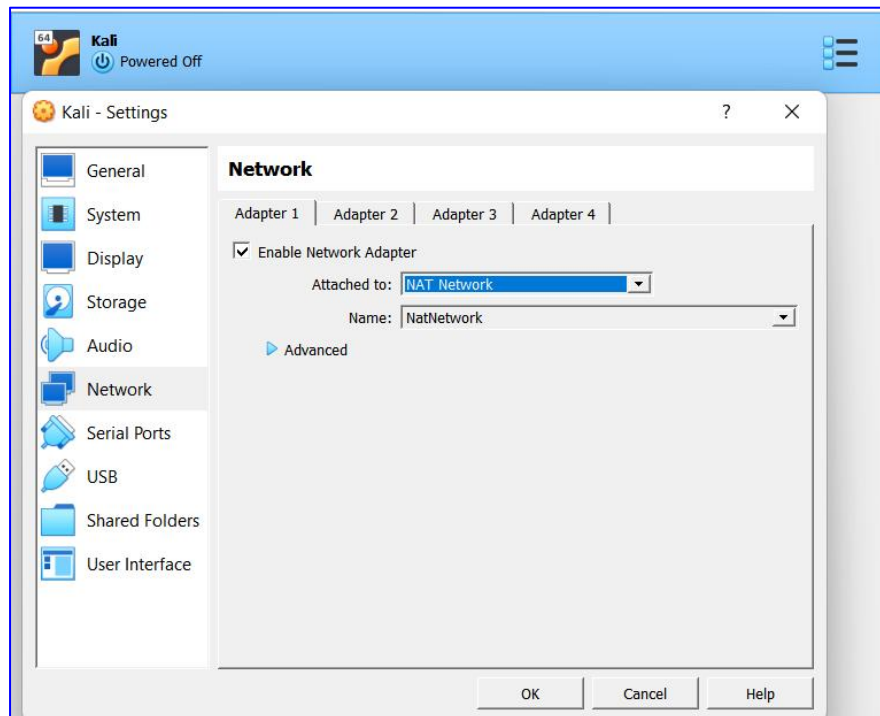 64
Kali
Powered Off
Kali - Settings
?
General
System
Display
Storage
Audio
Network
Serial Ports
USB
Shared Folders
User Interface
Network
Adapter 1
Adapter 2
Adapter 3
Adapter 4
Enable Network Adapter
Attached to: NAT Network
Name: NatNetwork
Advanced
OK
Cancel
Help